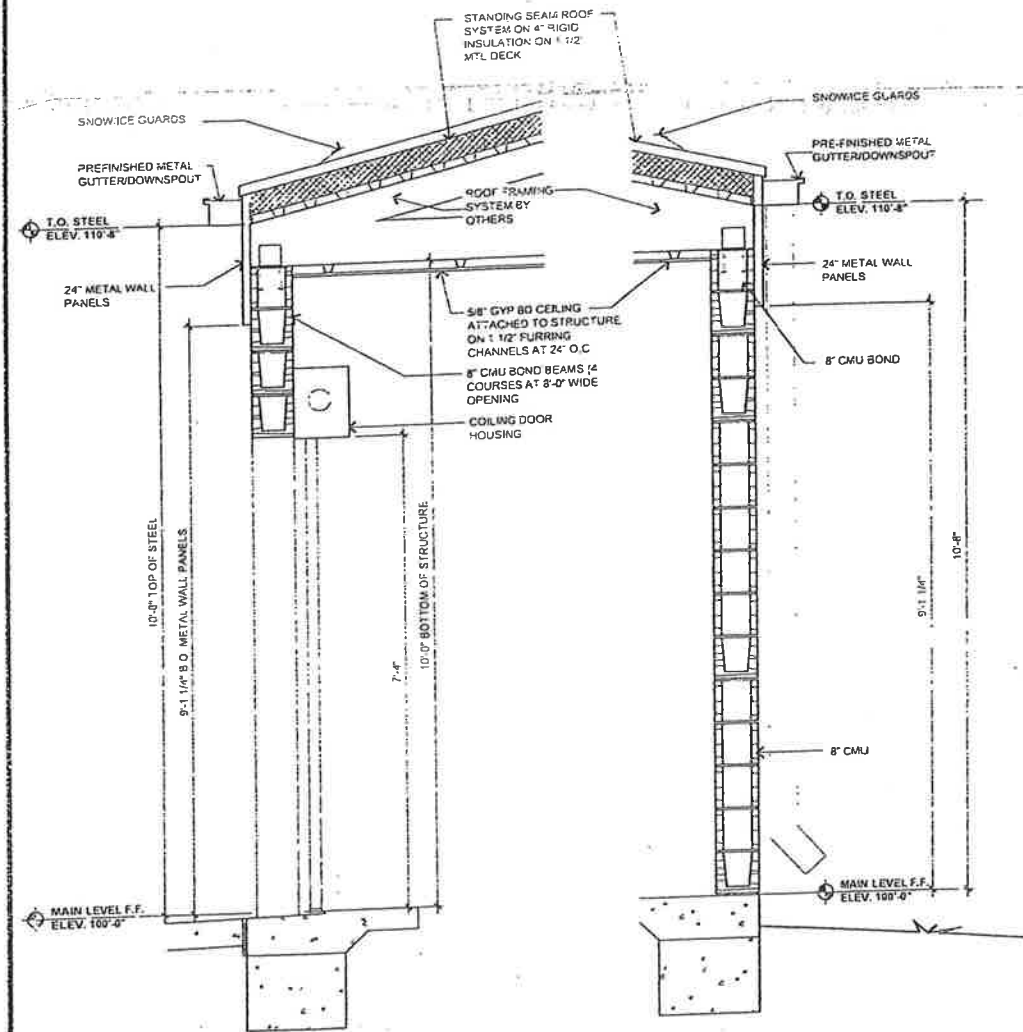 STANDING SEAM ROOF
SYSTEM ON 4" RIGID
INSULATION ON 1 1/2"
MTL DECK
SNOW/ICE GUARDS
SNOW/ICE GUARDS
PREFINISHED METAL
GUTTER/DOWNSPOUT
PRE-FINISHED METAL
GUTTER/DOWNSPOUT
ROOF FRAMING
SYSTEM BY
OTHERS
T.O. STEEL
ELEV. 110'-8"
T.O. STEEL
ELEV. 110'-8"
24" METAL WALL
PANELS
24" METAL WALL
PANELS
5/8" GYP BD CEILING
ATTACHED TO STRUCTURE
ON 1 1/2" FURRING
CHANNELS AT 24" O.C
8" CMU BOND
8" CMU BOND BEAMS (4
COURSES AT 8'-0" WIDE
OPENING
COILING DOOR
HOUSING
TOP OF STEEL
9'-1 1/4" B.O. METAL WALL PANELS
7'-4"
10'-0" BOTTOM OF STRUCTURE
9'-1 1/4"
10'-8"
8" CMU
MAIN LEVEL F.F.
ELEV. 100'-0"
MAIN LEVEL F.F.
ELEV. 100'-0"